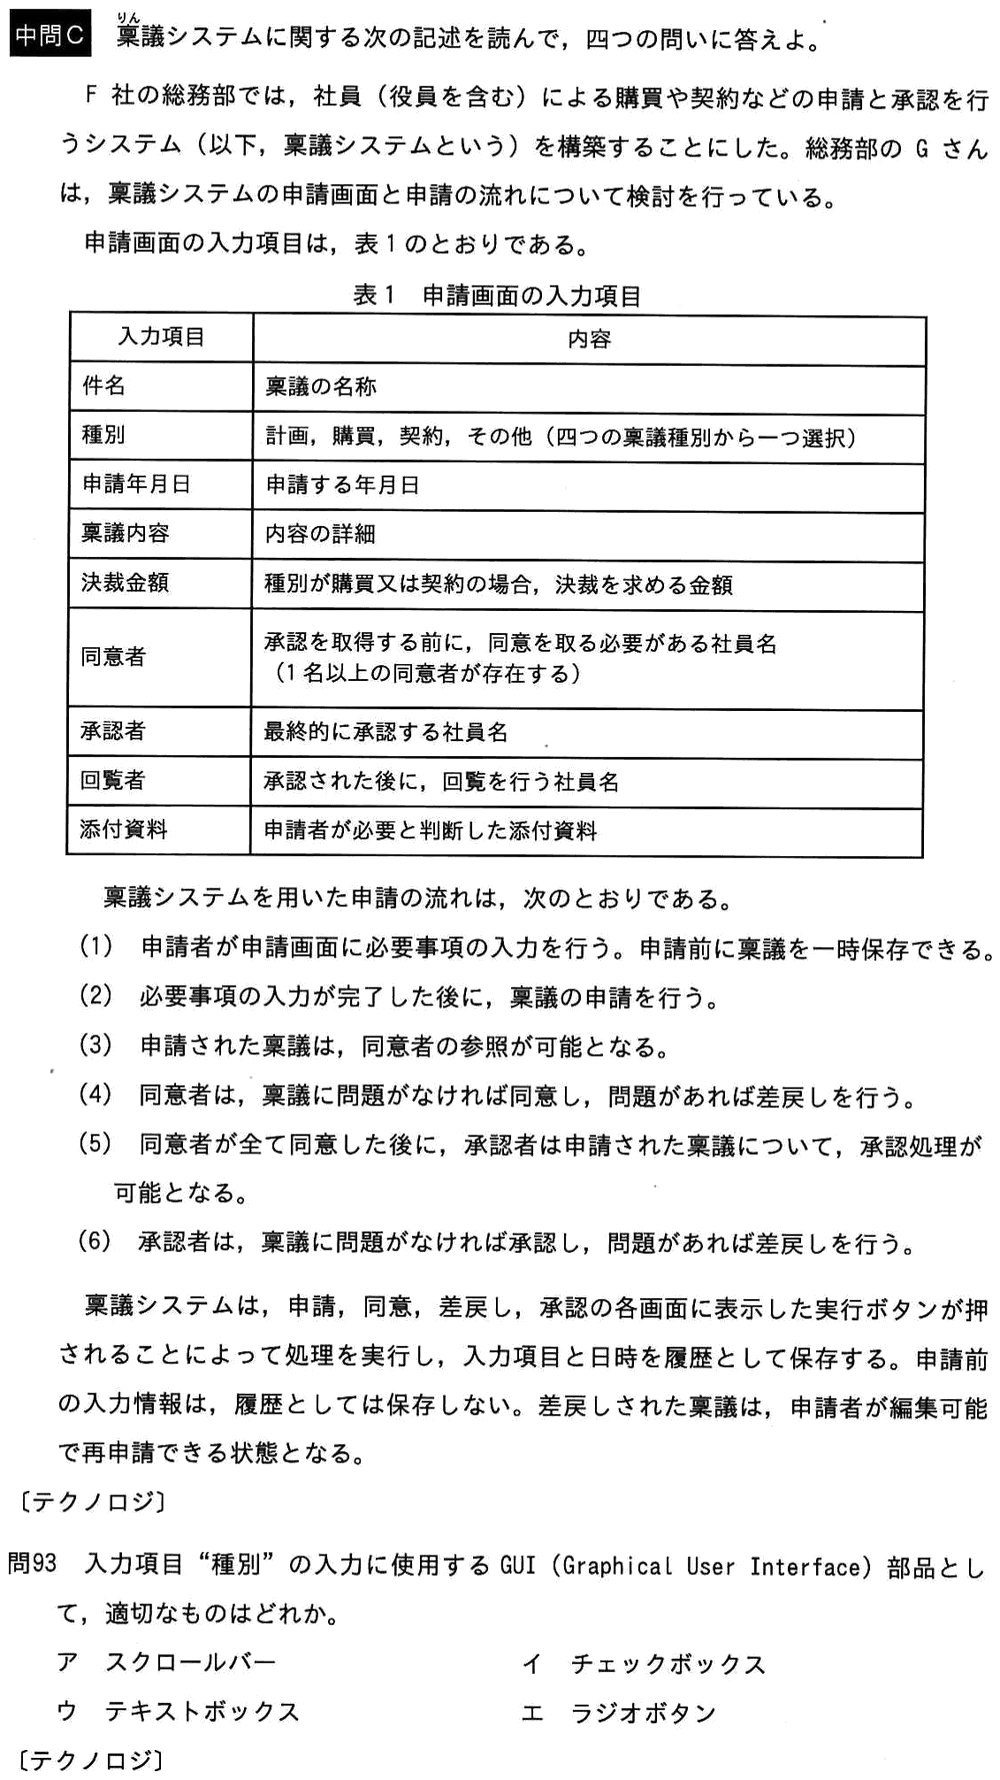 中問C 稟議システムに関する次の記述を読んで，四つの問いに答えよ。
りん
F 社の総務部では，社員（役員を含む）による購買や契約などの申請と承認を行
うシステム（以下，稟議システムという）を構築することにした。総務部の G さん
は，稟議システムの申請画面と申請の流れについて検討を行っている。
申請画面の入力項目は，表１のとおりである。
表１　申請画面の入力項目
入力項目 内容
件名 稟議の名称
種別 計画，購買，契約，その他（四つの稟議種別から一つ選択）
申請年月日 申請する年月日
稟議内容 内容の詳細
決裁金額 種別が購買又は契約の場合，決裁を求める金額
同意者 承認を取得する前に，同意を取る必要がある社員名
（1 名以上の同意者が存在する）
承認者 最終的に承認する社員名
回覧者 承認された後に，回覧を行う社員名
添付資料 申請者が必要と判断した添付資料
稟議システムを用いた申請の流れは，次のとおりである。
(1)　申請者が申請画面に必要事項の入力を行う。申請前に稟議を一時保存できる。
(2)　必要事項の入力が完了した後に，稟議の申請を行う。
(3)　申請された稟議は，同意者の参照が可能となる。
(4)　同意者は，稟議に問題がなければ同意し，問題があれば差戻しを行う。
(5)　同意者が全て同意した後に，承認者は申請された稟議について，承認処理が
可能となる。
(6)　承認者は，稟議に問題がなければ承認し，問題があれば差戻しを行う。
稟議システムは，申請，同意，差戻し，承認の各画面に表示した実行ボタンが押
されることによって処理を実行し，入力項目と日時を履歴として保存する。申請前
の入力情報は，履歴としては保存しない。差戻しされた稟議は，申請者が編集可能
で再申請できる状態となる。
〔テクノロジ〕
問93　入力項目“種別”の入力に使用する GUI（Graphical User Interface）部品とし
て，適切なものはどれか。
ア　スクロールバー　イ　チェックボックス
ウ　テキストボックス　エ　ラジオボタン
〔テクノロジ〕